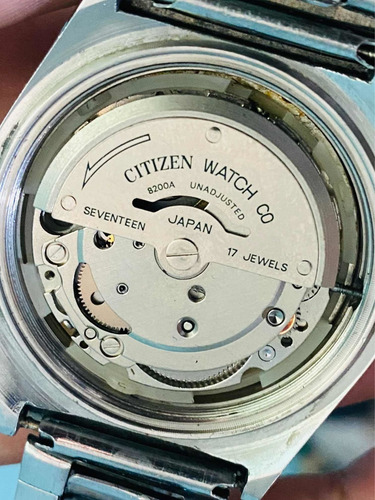 CITIZEN WATCH CO
8200A UNADJUSTED
SEVENTEEN JAPAN 17 JEWELS